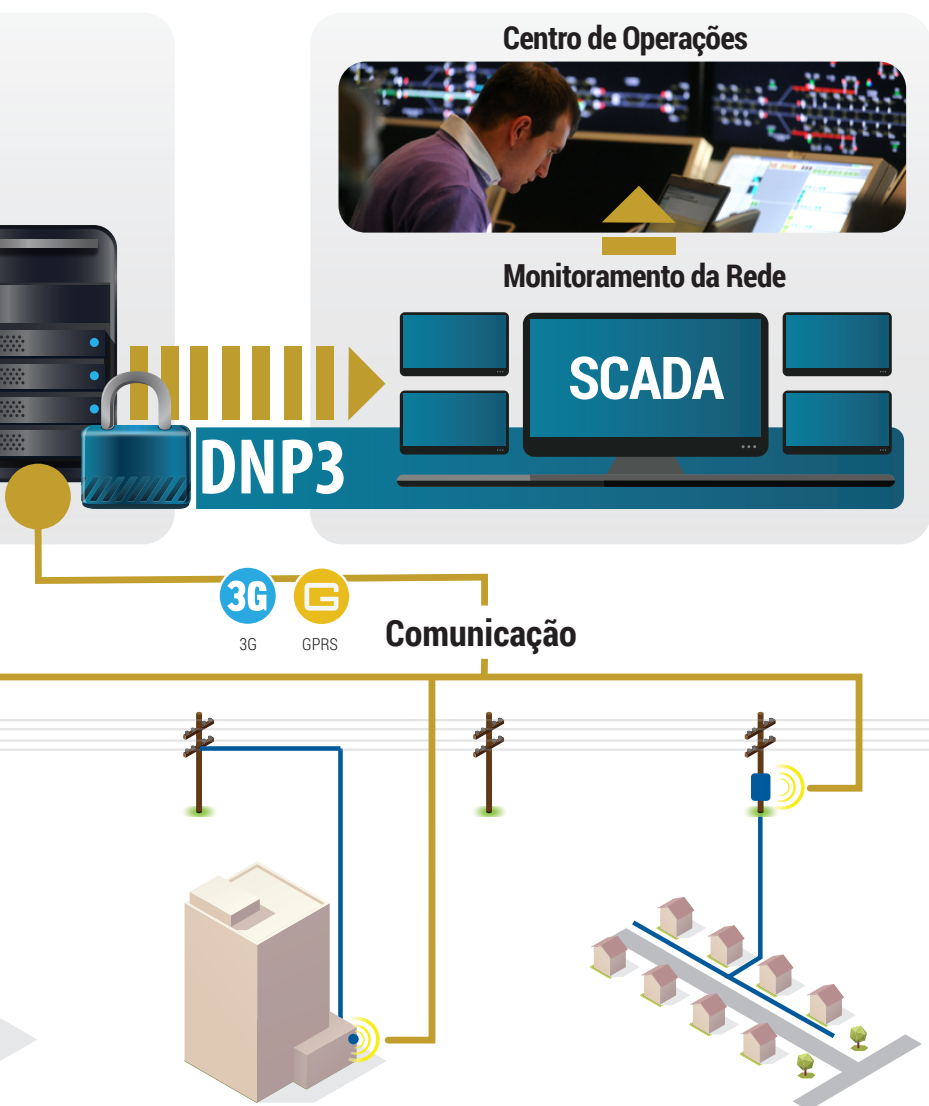 Centro de Operações
Monitoramento da Rede
SCADA
DNP3
3G
3G
GPRS
Comunicação